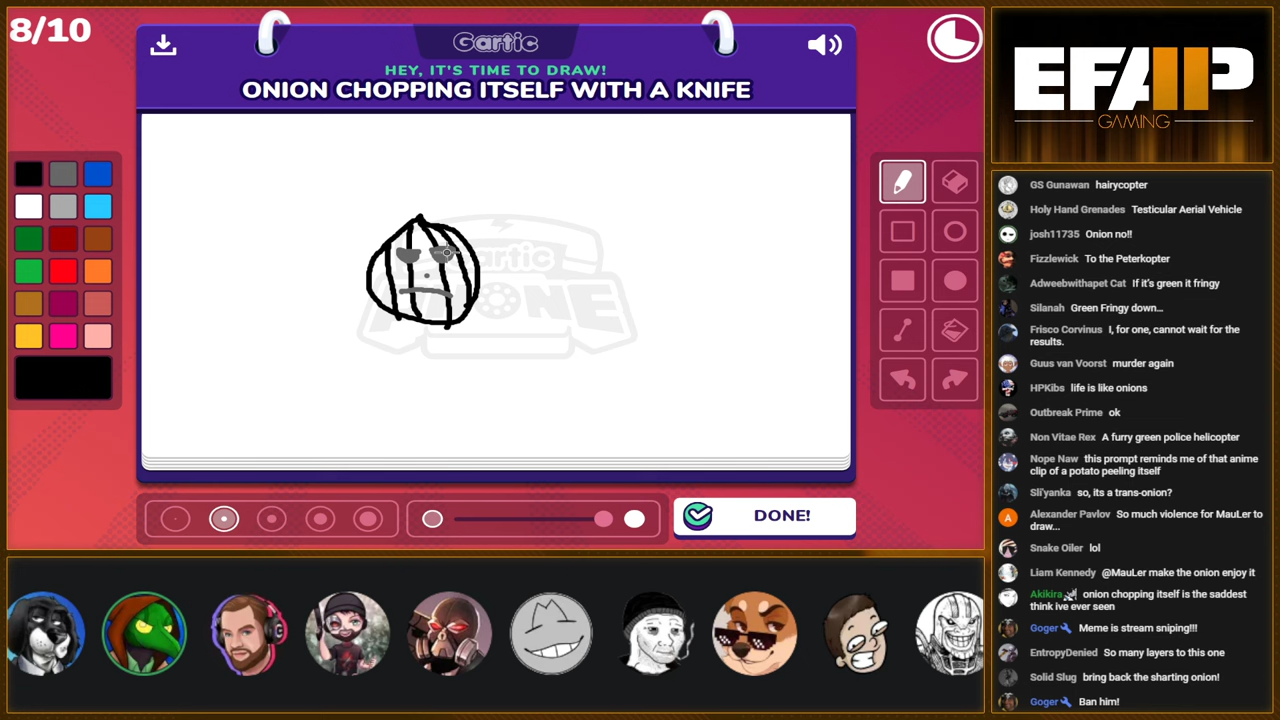 8/10
Gartic
HEY, IT'S TIME TO DRAW!
ONION CHOPPING ITSELF WITH A KNIFE
Gartic
PHONE
DONE!
EFAP
GAMING
GS Gunawan hairycopter
Holy Hand Grenades Testicular Aerial Vehicle
josh11735 Onion no!!
Fizzlewick To the Peterkopter
Adweebwithapet Cat If it's green it fringy
Silanah Green Fringy down...
Frisco Corvinus I, for one, cannot wait for the
results.
Guus van Voorst murder again
HPKibs life is like onions
Outbreak Prime ok
Non Vitae Rex A furry green police helicopter
Nope Naw this prompt reminds me of that anime
clip of a potato peeling itself
Sli'yanka so, its a trans-onion?
A Alexander Pavlov So much violence for MauLer to
draw...
Snake Oiler lol
Liam Kennedy @MauLer make the onion enjoy it
Akikira onion chopping itself is the saddest
think ive ever seen
Goger Meme is stream sniping!!!
EntropyDenied So many layers to this one
Solid Slug bring back the sharting onion!
Goger Ban him!